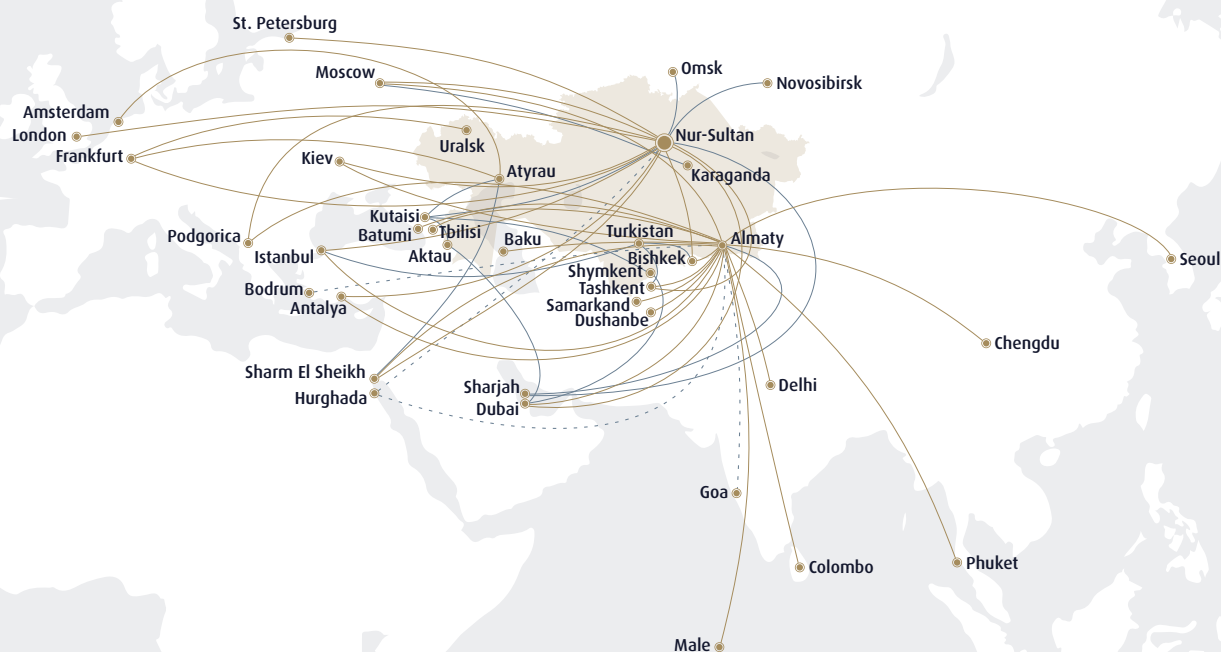 St. Petersburg
Moscow
Omsk
Novosibirsk
Amsterdam
London
Nur-Sultan
Uralsk
Frankfurt
Kiev
Atyrau
Karaganda
Kutaisi
Batumi
Tbilisi
Turkistan
Almaty
Podgorica
Baku
Istanbul
Aktau
Bishkek
Seoul
Shymkent
Bodrum
Tashkent
Antalya
Samarkand
Dushanbe
Chengdu
Sharm El Sheikh
Sharjah
Delhi
Hurghada
Dubai
Goa
Colombo
Phuket
Male